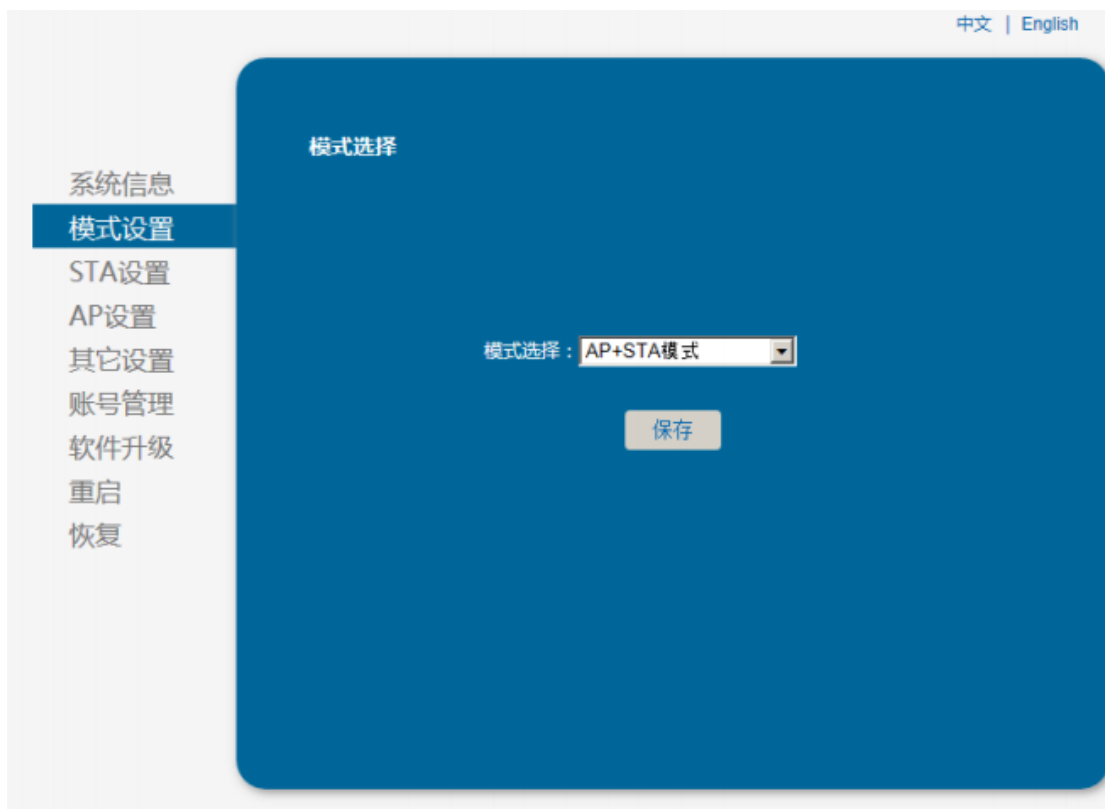 中文 | English
模式选择
系统信息
模式设置
STA设置
AP设置
其它设置
账号管理
软件升级
重启
恢复
模式选择：AP+STA模式
保存